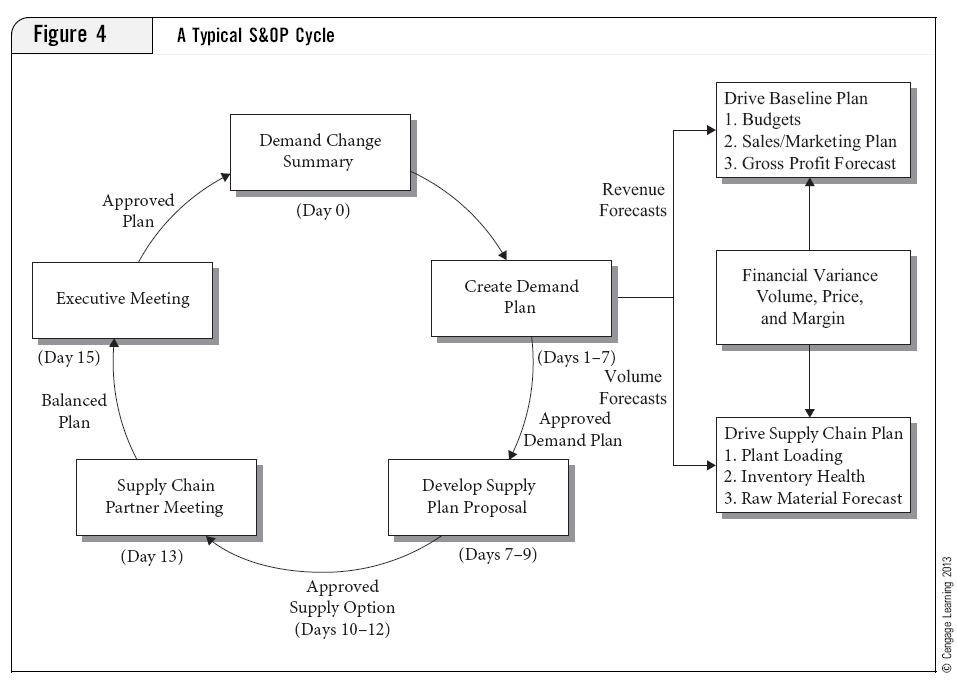 Figure 4
A Typical S&OP Cycle
Demand Change
Summary
(Day 0)
Approved
Plan
Executive Meeting
(Day 15)
Balanced
Plan
Supply Chain
Partner Meeting
(Day 13)
Approved
Supply Option
(Days 10–12)
Develop Supply
Plan Proposal
(Days 7–9)
Approved
Demand Plan
Create Demand
Plan
(Days 1–7)
Revenue
Forecasts
Volume
Forecasts
Drive Baseline Plan
1. Budgets
2. Sales/Marketing Plan
3. Gross Profit Forecast
Financial Variance
Volume, Price,
and Margin
Drive Supply Chain Plan
1. Plant Loading
2. Inventory Health
3. Raw Material Forecast
© Cengage Learning 2013